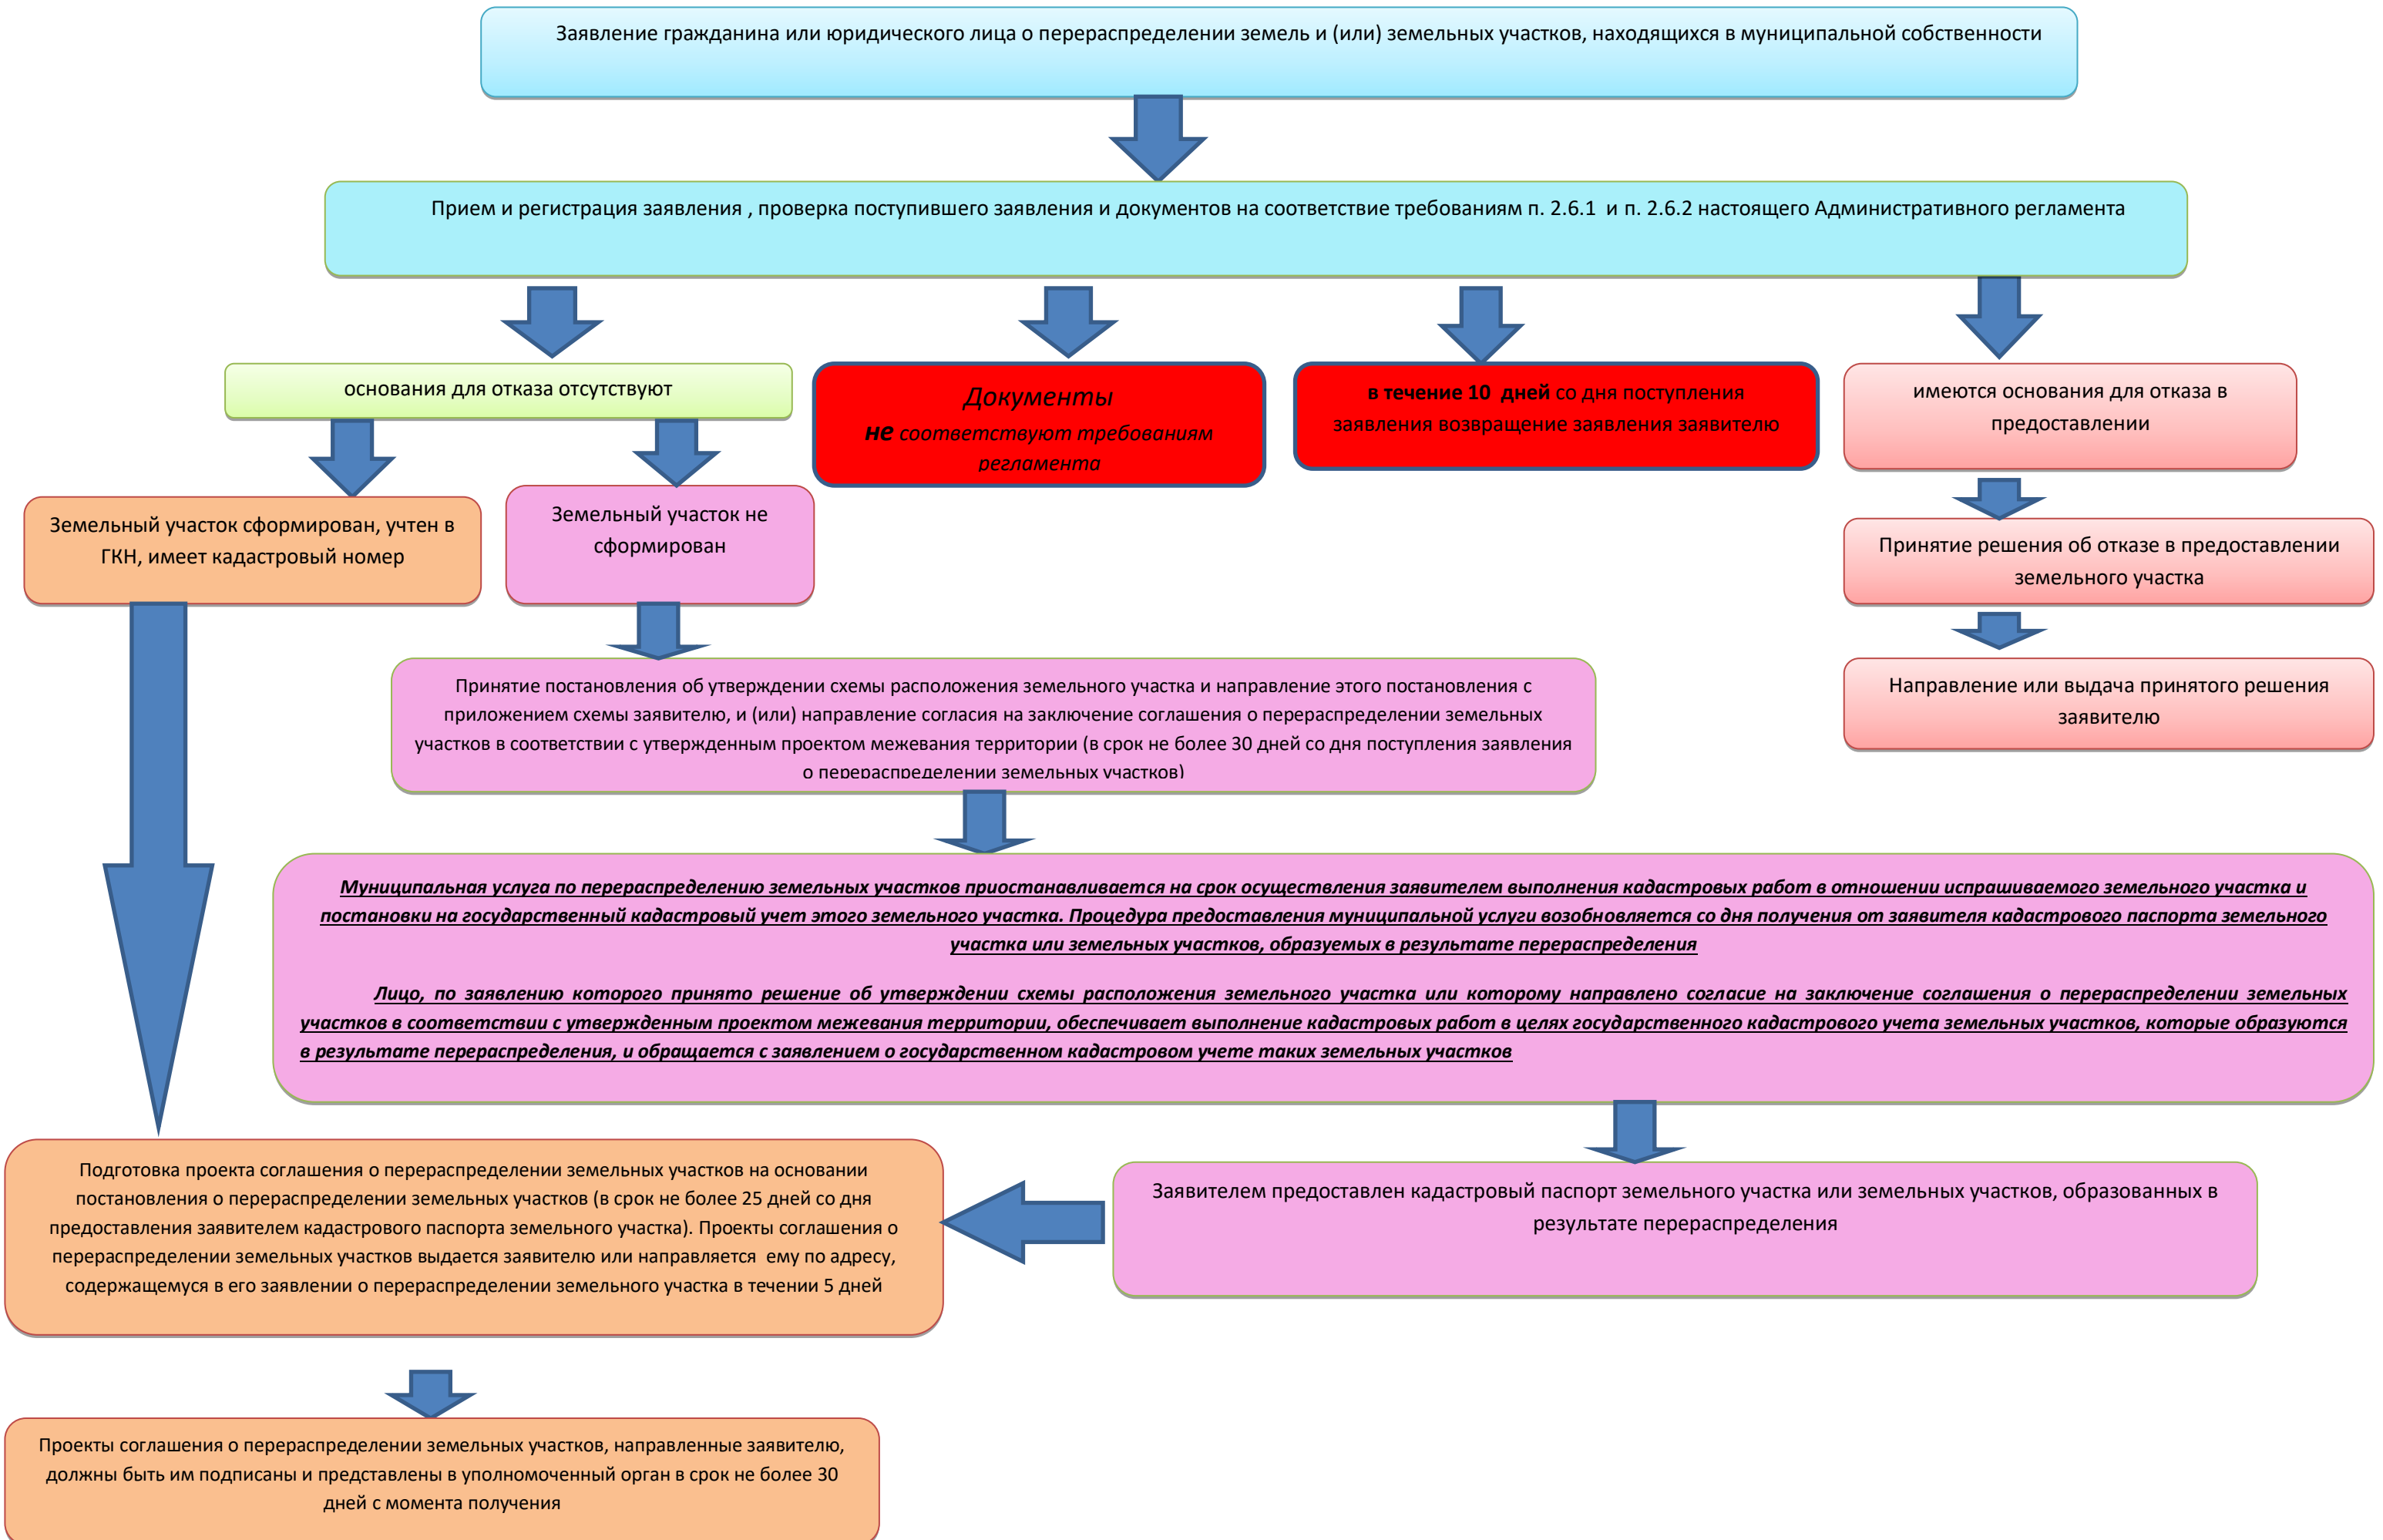 Заявление гражданина или юридического лица о перераспределении земель и (или) земельных участков, находящихся в муниципальной собственности
Прием и регистрация заявления , проверка поступившего заявления и документов на соответствие требованиям п. 2.6.1 и п. 2.6.2 настоящего Административного регламента
основания для отказа отсутствуют
Документы
не соответствуют требованиям
регламента
в течение 10 дней со дня поступления
заявления возвращение заявления заявителю
имеются основания для отказа в
предоставлении
Земельный участок сформирован, учтен в
ГКН, имеет кадастровый номер
Земельный участок не
сформирован
Принятие решения об отказе в предоставлении
земельного участка
Принятие постановления об утверждении схемы расположения земельного участка и направление этого постановления с
приложением схемы заявителю, и (или) направление согласия на заключение соглашения о перераспределении земельных
участков в соответствии с утвержденным проектом межевания территории (в срок не более 30 дней со дня поступления заявления
о перераспределении земельных участков)
Направление или выдача принятого решения
заявителю
Муниципальная услуга по перераспределению земельных участков приостанавливается на срок осуществления заявителем выполнения кадастровых работ в отношении испрашиваемого земельного участка и
постановки на государственный кадастровый учет этого земельного участка. Процедура предоставления муниципальной услуги возобновляется со дня получения от заявителя кадастрового паспорта земельного
участка или земельных участков, образуемых в результате перераспределения
Лицо, по заявлению которого принято решение об утверждении схемы расположения земельного участка или которому направлено согласие на заключение соглашения о перераспределении земельных
участков в соответствии с утвержденным проектом межевания территории, обеспечивает выполнение кадастровых работ в целях государственного кадастрового учета земельных участков, которые образуются
в результате перераспределения, и обращается с заявлением о государственном кадастровом учете таких земельных участков
Подготовка проекта соглашения о перераспределении земельных участков на основании
постановления о перераспределении земельных участков (в срок не более 25 дней со дня
предоставления заявителем кадастрового паспорта земельного участка). Проекты соглашения о
перераспределении земельных участков выдается заявителю или направляется ему по адресу,
содержащемуся в его заявлении о перераспределении земельного участка в течении 5 дней
Заявителем предоставлен кадастровый паспорт земельного участка или земельных участков, образованных в
результате перераспределения
Проекты соглашения о перераспределении земельных участков, направленные заявителю,
должны быть им подписаны и представлены в уполномоченный орган в срок не более 30
дней с момента получения